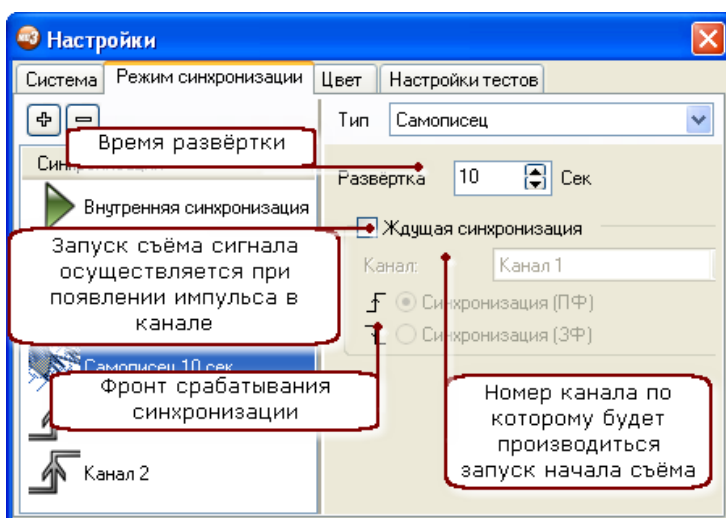 Настройки
Система
Режим синхронизации
Цвет
Настройки тестов
Тип
Самописец
Время развёртки
Развёртка
10
Сек
Внутренняя синхронизация
Ждущая синхронизация
Запуск съёма сигнала
осуществляется при
появлении импульса в
канале
Канал:
Канал 1
Синхронизация (ПФ)
Синхронизация (ЗФ)
Самописец 10 сек
Фронт срабатывания
синхронизации
Номер канала по
которому будет
производиться
запуск начала съёма
Канал 2